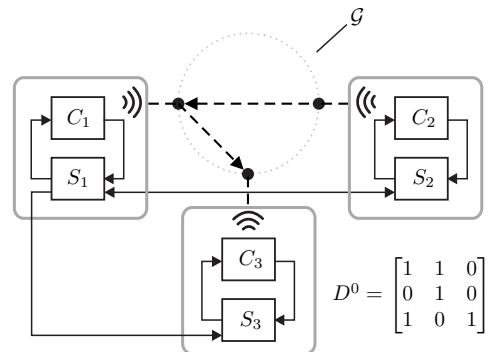 𝒢
C₁
C₂
S₁
S₂
C₃
S₃
D⁰ = [1 1 0
0 1 0
1 0 1]